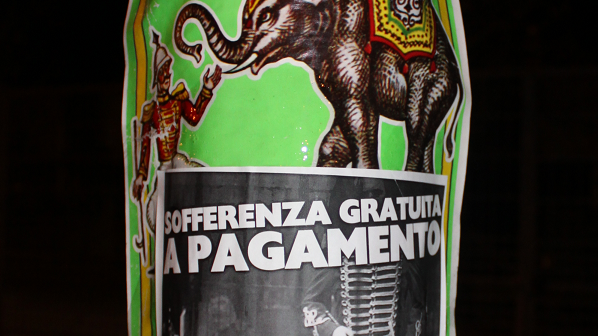 SOFFERENZA GRATUITA
A PAGAMENTO